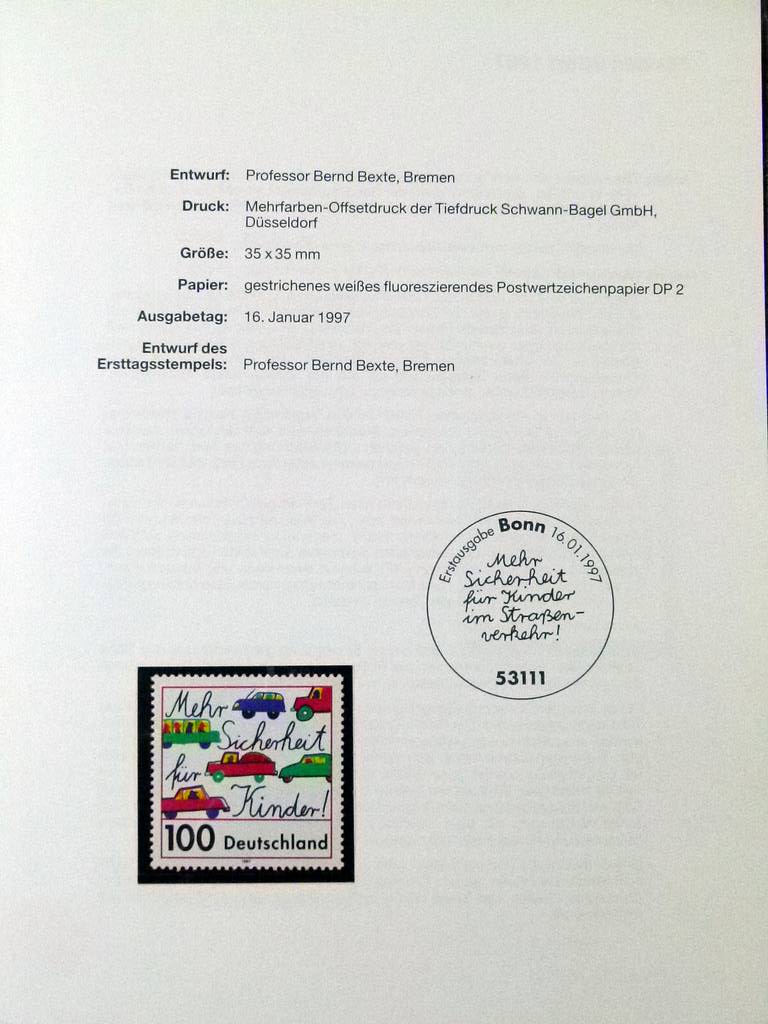 Entwurf: Professor Bernd Bexte, Bremen
Druck: Mehrfarben-Offsetdruck der Tiefdruck Schwann-Bagel GmbH,
Düsseldorf
Größe: 35 x 35 mm
Papier: gestrichenes weißes fluoreszierendes Postwertzeichenpapier DP 2
Ausgabetag: 16. Januar 1997
Entwurf des
Ersttagsstempels: Professor Bernd Bexte, Bremen
Erstausgabe Bonn 16.01.1997
Mehr
Sicherheit
für Kinder
im Straßen-
verkehr!
53111
Mehr
Sicherheit
für
Kinder!
100 Deutschland
1997